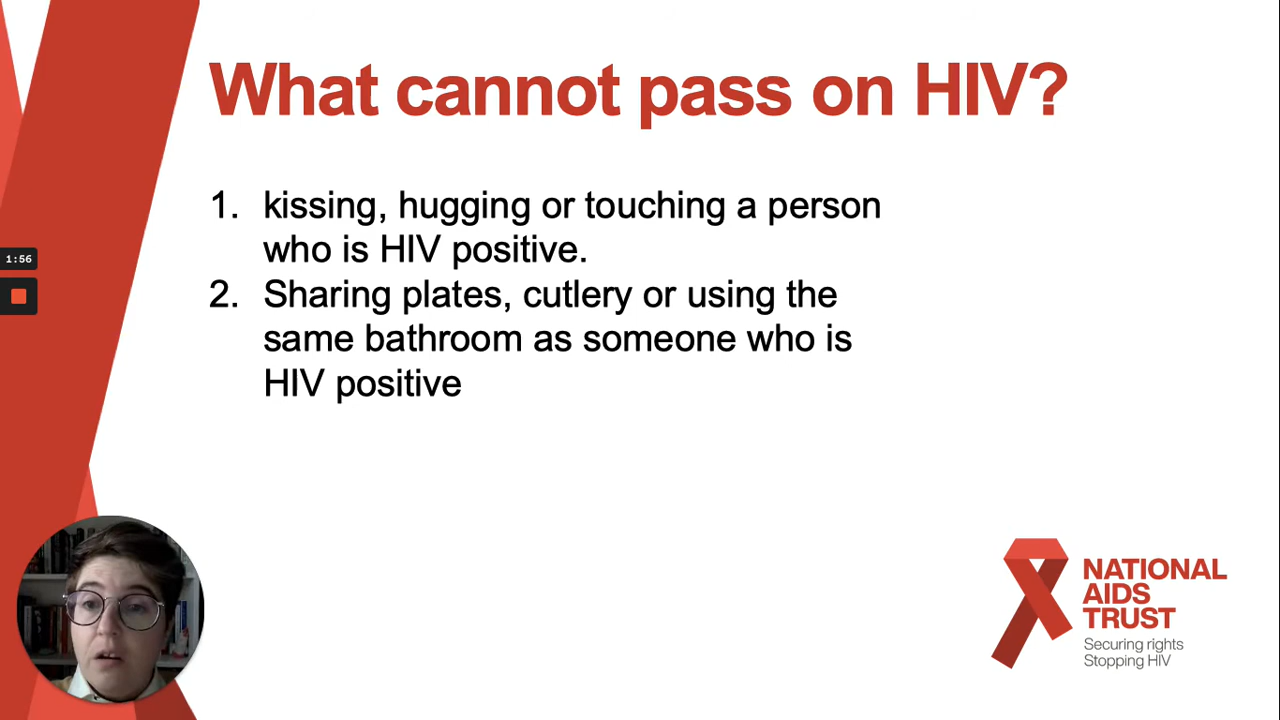 What cannot pass on HIV?
1. kissing, hugging or touching a person
who is HIV positive.
2. Sharing plates, cutlery or using the
same bathroom as someone who is
HIV positive
1:56
NATIONAL
AIDS
TRUST
Securing rights
Stopping HIV